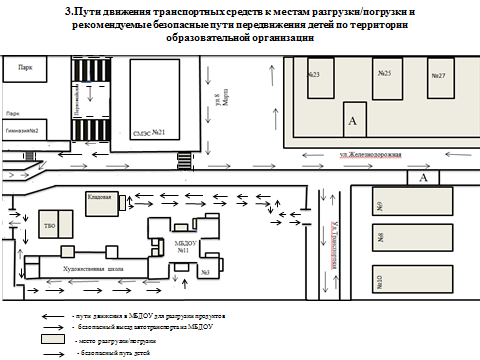 3.Пути движения транспортных средств к местам разгрузки/погрузки и
рекомендуемые безопасные пути передвижения детей по территории
образовательной организации
Парк
Парк
Гимназия№2
Первомайская
СМЭС №21
ул.8 Марта
№23
№25
№27
А
ул.Железнодорожная
А
Кладовая
ТБО
МБДОУ
№11
Художественная школа
№3
Ул. Транспортная
№9
№8
№10
- пути движения в МБДОУ для разгрузки продуктов
- безопасный выезд автотранспорта из МБДОУ
- место разгрузки/погрузки
- безопасный путь детей